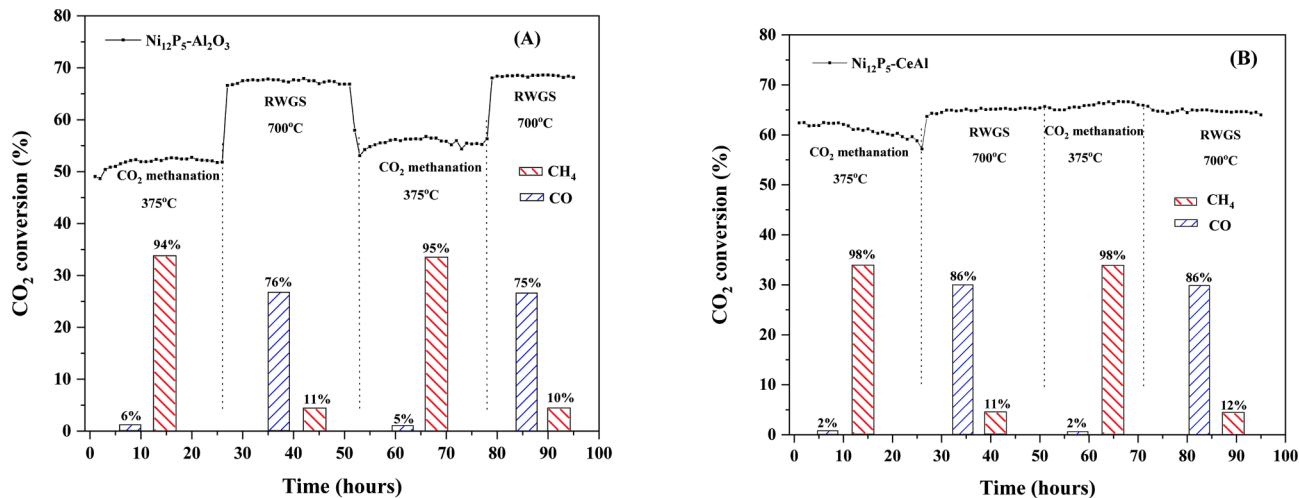 (A)
Ni₁₂P₅-Al₂O₃
CO₂ conversion (%)
80
70
60
50
40
30
20
10
0
CO₂ methanation
375ºC
RWGS
700ºC
CO₂ methanation
375ºC
RWGS
700ºC
CH₄
CO
6%
94%
76%
11%
5%
95%
75%
10%
0 10 20 30 40 50 60 70 80 90 100
Time (hours)
(B)
Ni₁₂P₅-CeAl
CO₂ conversion (%)
80
70
60
50
40
30
20
10
0
CO₂ methanation
375ºC
RWGS
700ºC
CO₂ methanation
375ºC
RWGS
700ºC
CH₄
CO
2%
98%
86%
11%
2%
98%
86%
12%
0 10 20 30 40 50 60 70 80 90 100
Time (hours)